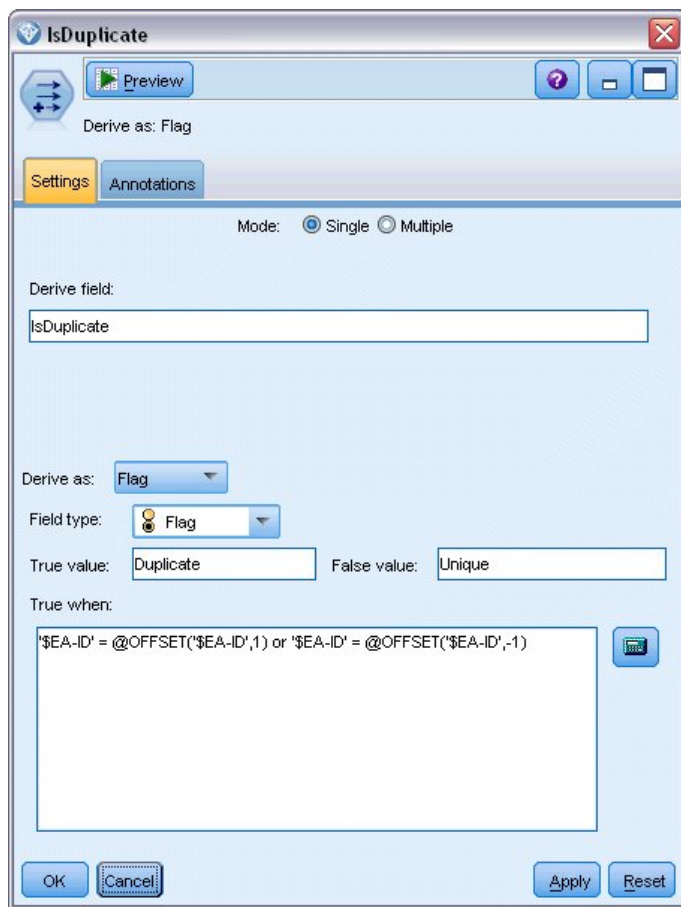 IsDuplicate
Preview
Derive as: Flag
Settings Annotations
Mode: Single Multiple
Derive field:
IsDuplicate
Derive as: Flag
Field type: Flag
True value: Duplicate False value: Unique
True when:
'$EA-ID' = @OFFSET('$EA-ID',1) or '$EA-ID' = @OFFSET('$EA-ID',-1)
OK Cancel Apply Reset